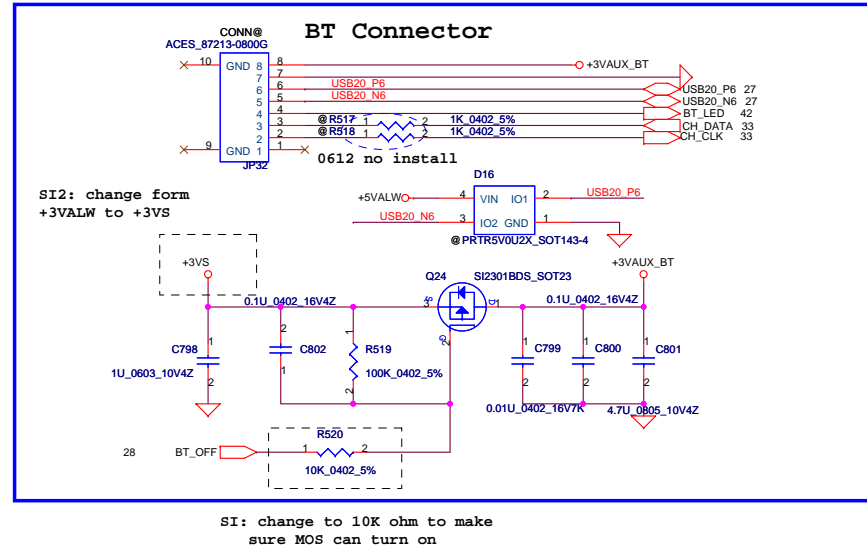 CONN@
BT Connector
ACES_87213-0800G
10 GND 8 8 +3VAUX_BT
7 7
6 6 USB20_P6 USB20_P6 27
5 5 USB20_N6 USB20_N6 27
4 4 BT_LED 42
3 3 @R517 1 2 1K_0402_5% CH_DATA 33
2 2 @R518 1 2 1K_0402_5% CH_CLK 33
9 GND 1 1
JP32
0612 no install
D16
SI2: change form
+3VALW to +3VS
+5VALW 4 VIN IO1 2 USB20_P6
USB20_N6 3 IO2 GND 1
@PRTR5V0U2X_SOT143-4
+3VS
+3VAUX_BT
Q24 SI2301BDS_SOT23
0.1U_0402_16V4Z 3 S D 1 0.1U_0402_16V4Z
G 2
1 C798 2
1U_0603_10V4Z
2 C802 1
1 R519 2
100K_0402_5%
1 C799 2
1 C800 2
1 C801 2
0.01U_0402_16V7K 4.7U_0805_10V4Z
R520
28 BT_OFF 1 2
10K_0402_5%
SI: change to 10K ohm to make
sure MOS can turn on